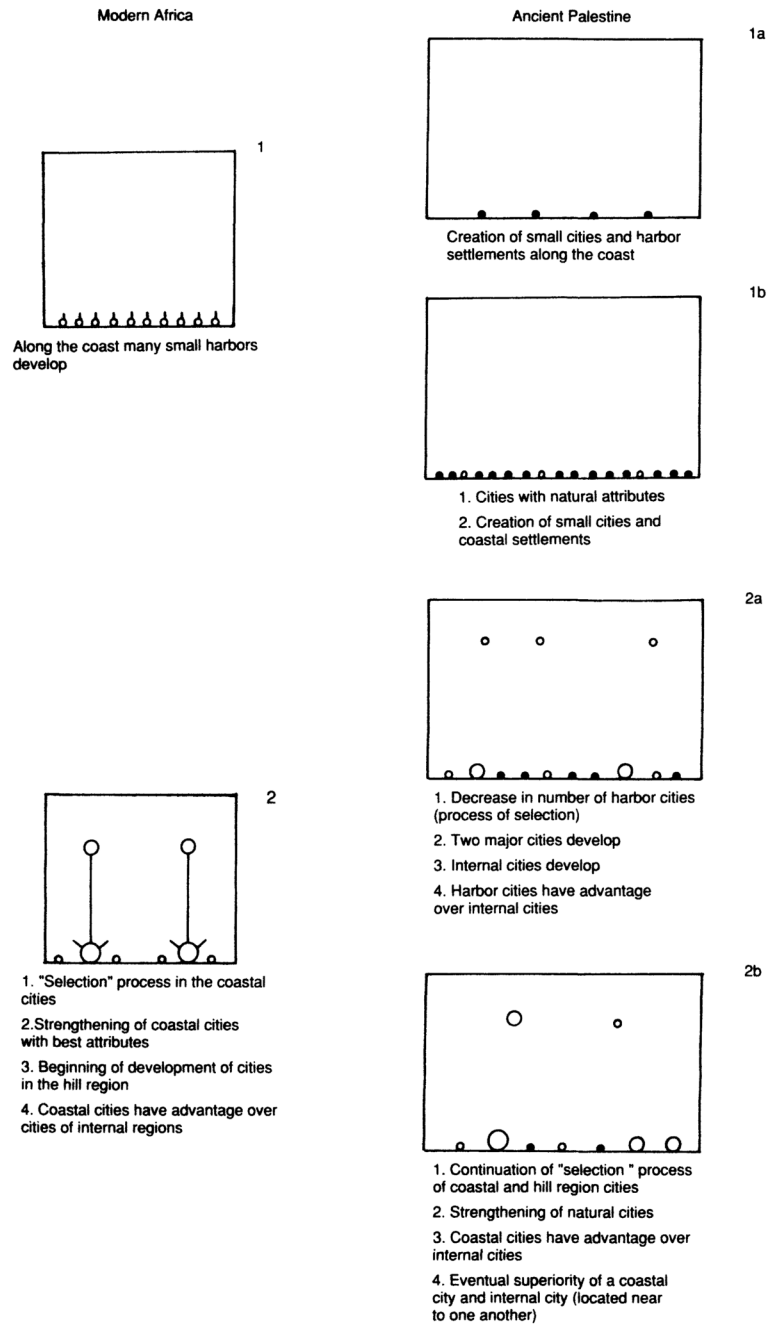 Modern Africa
Ancient Palestine
1a
Creation of small cities and harbor
settlements along the coast
1
Along the coast many small harbors
develop
1b
1. Cities with natural attributes
2. Creation of small cities and
coastal settlements
2a
1. Decrease in number of harbor cities
(process of selection)
2. Two major cities develop
3. Internal cities develop
4. Harbor cities have advantage
over internal cities
2
1. "Selection" process in the coastal
cities
2.Strengthening of coastal cities
with best attributes
3. Beginning of development of cities
in the hill region
4. Coastal cities have advantage over
cities of internal regions
2b
1. Continuation of "selection " process
of coastal and hill region cities
2. Strengthening of natural cities
3. Coastal cities have advantage over
internal cities
4. Eventual superiority of a coastal
city and internal city (located near
to one another)